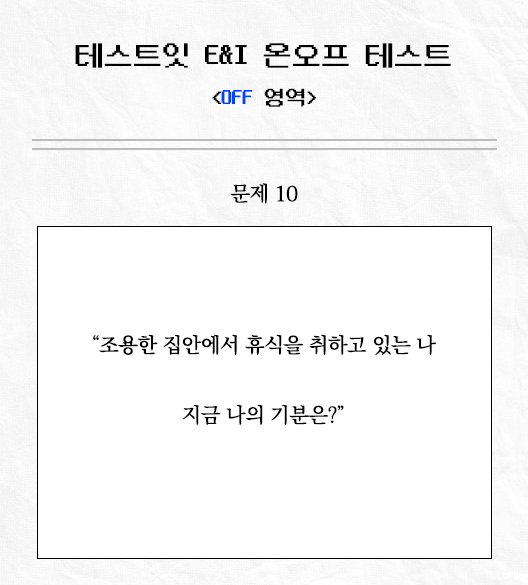 테스트잇 E&I 온오프 테스트
<OFF 영역>
문제 10
“조용한 집안에서 휴식을 취하고 있는 나
지금 나의 기분은?”